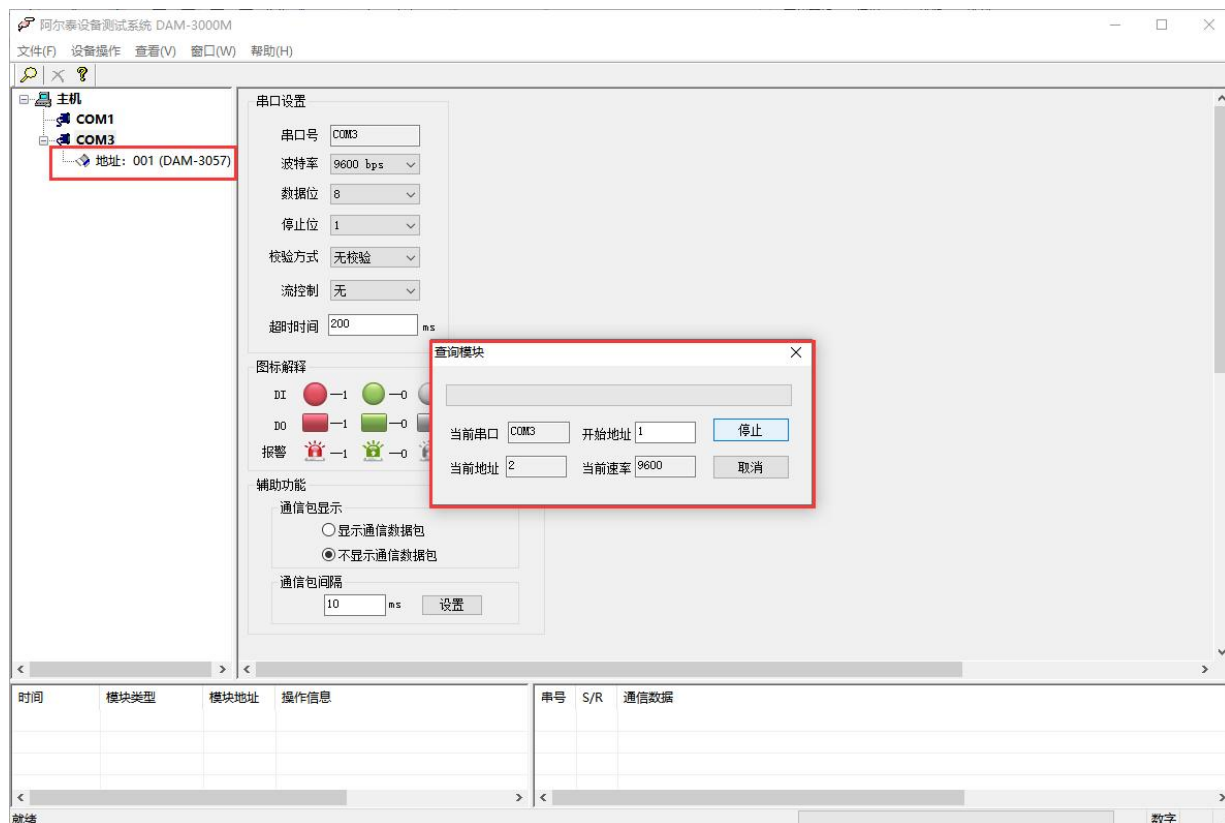 阿尔泰设备测试系统 DAM-3000M
文件(F) 设备操作 查看(V) 窗口(W) 帮助(H)
主机
COM1
COM3
地址：001 (DAM-3057)
串口设置
串口号 COM3
波特率 9600 bps
数据位 8
停止位 1
校验方式 无校验
流控制 无
超时时间 200 ms
图标解释
DI —1 —0
DO —1 —0
报警 —1 —0
辅助功能
通信包显示
显示通信数据包
不显示通信数据包
通信包间隔
10 ms 设置
查询模块
当前串口 COM3 开始地址 1 停止
当前地址 2 当前速率 9600 取消
时间 模块类型 模块地址 操作信息
串号 S/R 通信数据
就绪 数字